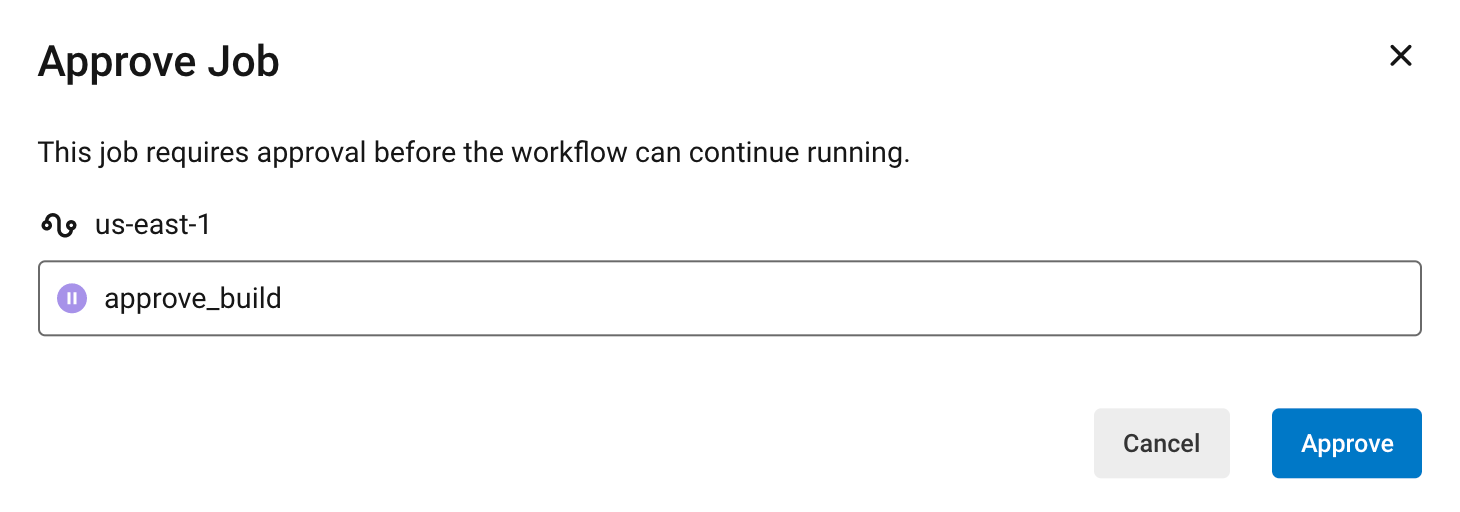 Approve Job
This job requires approval before the workflow can continue running.
us-east-1
approve_build
Cancel
Approve